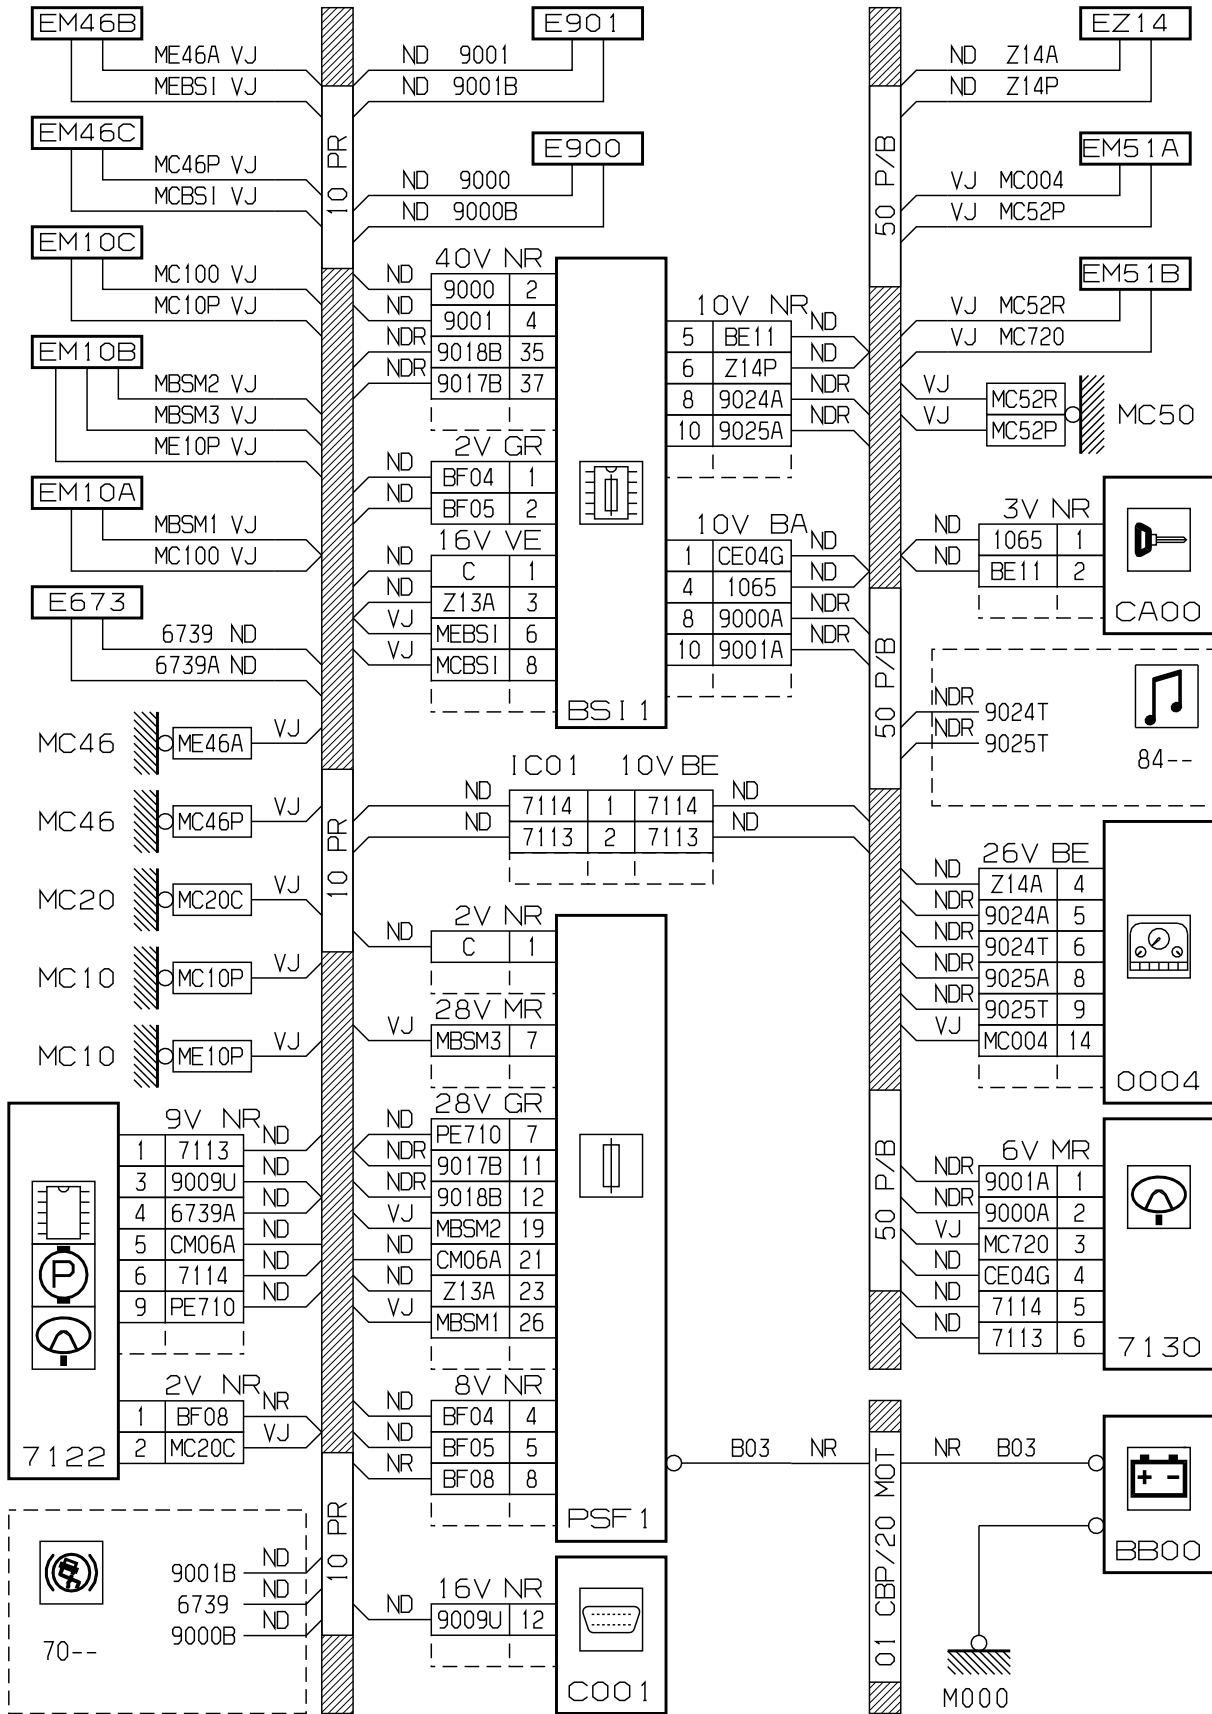 EM46B
ME46A VJ
MEBSI VJ
EM46C
MC46P VJ
MCBSI VJ
EM10C
MC100 VJ
MC10P VJ
EM10B
MBSM2 VJ
MBSM3 VJ
ME10P VJ
EM10A
MBSM1 VJ
MC100 VJ
E673
6739 ND
6739A ND
MC46 ME46A VJ
MC46 MC46P VJ
MC20 MC20C VJ
MC10 MC10P VJ
MC10 ME10P VJ
9V NR
1 7113 ND
3 9009U ND
4 6739A ND
5 CM06A ND
6 7114 ND
9 PE710 ND
P
2V NR
1 BF08 NR
2 MC20C VJ
7122
9001B ND
6739 ND
9000B ND
70--
10 PR
10 PR
10 PR
E901
ND 9001
ND 9001B
E900
ND 9000
ND 9000B
40V NR
ND 9000 2
ND 9001 4
NDR 9018B 35
NDR 9017B 37
2V GR
ND BF04 1
ND BF05 2
16V VE
ND C 1
ND Z13A 3
VJ MEBSI 6
VJ MCBSI 8
BSI1
10V NR
5 BE11 ND
6 Z14P ND
8 9024A NDR
10 9025A NDR
10V BA
1 CE04G ND
4 1065 ND
8 9000A NDR
10 9001A NDR
IC01 10V BE
ND 7114 1 7114 ND
ND 7113 2 7113 ND
2V NR
ND C 1
28V MR
VJ MBSM3 7
28V GR
ND PE710 7
NDR 9017B 11
NDR 9018B 12
VJ MBSM2 19
ND CM06A 21
ND Z13A 23
VJ MBSM1 26
8V NR
ND BF04 4
ND BF05 5
NR BF08 8
PSF1
B03 NR
16V NR
ND 9009U 12
C001
50 P/B
50 P/B
50 P/B
01 CBP/20 MOT
EZ14
ND Z14A
ND Z14P
EM51A
VJ MC004
VJ MC52P
EM51B
VJ MC52R
VJ MC720
VJ MC52R
VJ MC52P
MC50
3V NR
ND 1065 1
ND BE11 2
CA00
NDR 9024T
NDR 9025T
84--
26V BE
ND Z14A 4
NDR 9024A 5
NDR 9024T 6
NDR 9025A 8
NDR 9025T 9
VJ MC004 14
0004
6V MR
NDR 9001A 1
NDR 9000A 2
VJ MC720 3
ND CE04G 4
ND 7114 5
ND 7113 6
7130
NR B03
+ -
BB00
M000